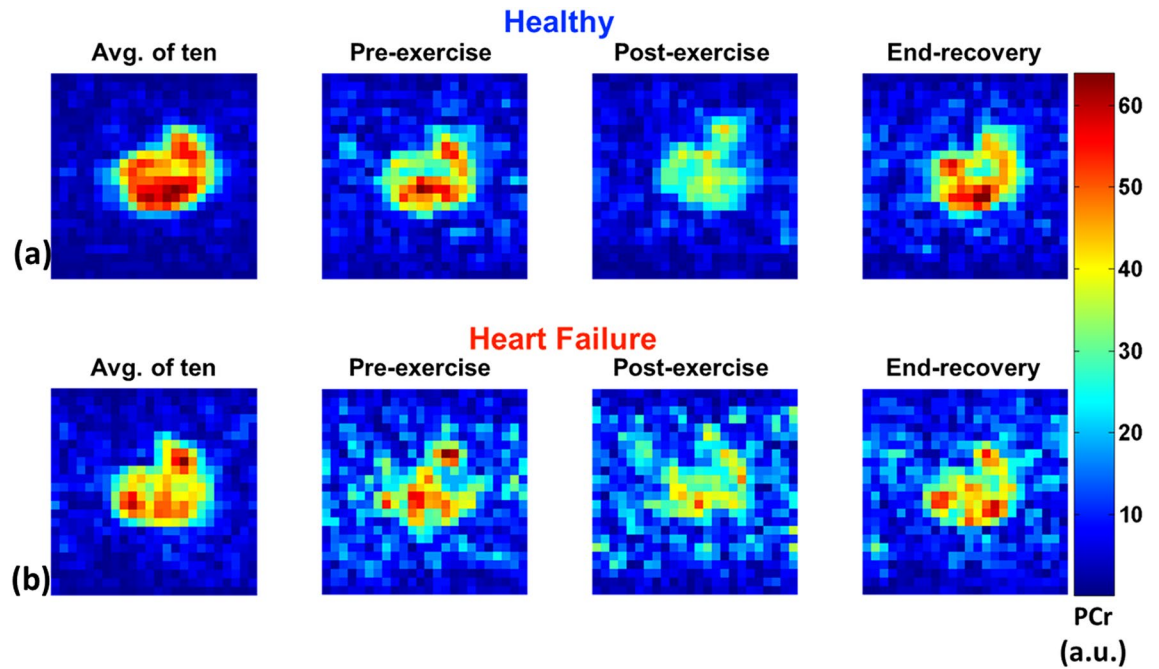 Healthy
Avg. of ten Pre-exercise Post-exercise End-recovery
(a)
Heart Failure
Avg. of ten Pre-exercise Post-exercise End-recovery
(b)
60
50
40
30
20
10
PCr
(a.u.)